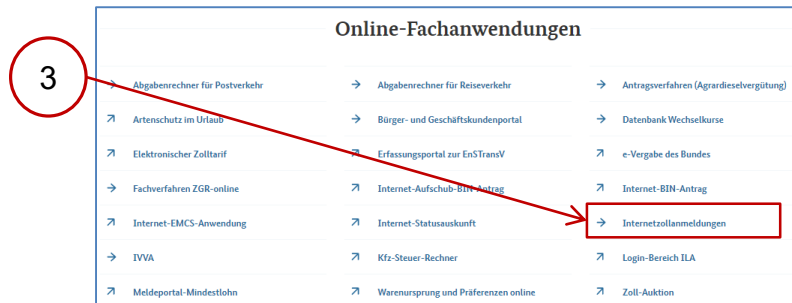 Online-Fachanwendungen
3
Abgabenrechner für Postverkehr
Abgabenrechner für Reiseverkehr
Antragsverfahren (Agrardieselvergütung)
Artenschutz im Urlaub
Bürger- und Geschäftskundenportal
Datenbank Wechselkurse
Elektronischer Zolltarif
Erfassungsportal zur EnSTransV
e-Vergabe des Bundes
Fachverfahren ZGR-online
Internet-Aufschub-BIN-Antrag
Internet-BIN-Antrag
Internet-EMCS-Anwendung
Internet-Statusauskunft
Internetzollanmeldungen
IVVA
Kfz-Steuer-Rechner
Login-Bereich ILA
Meldeportal-Mindestlohn
Warenursprung und Präferenzen online
Zoll-Auktion